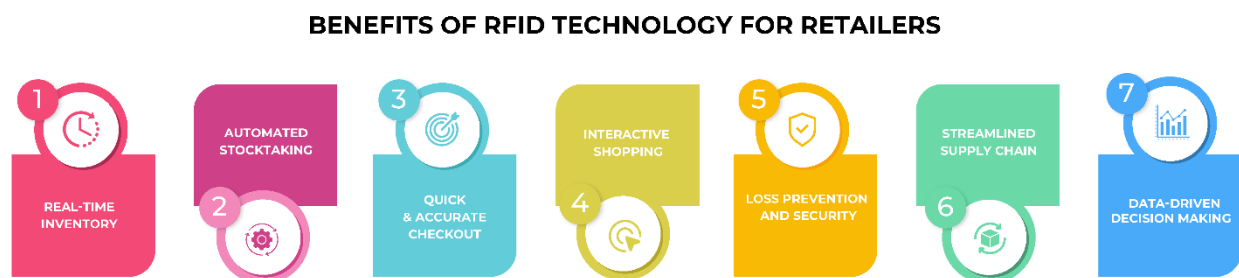 BENEFITS OF RFID TECHNOLOGY FOR RETAILERS
1
REAL-TIME
INVENTORY
AUTOMATED
STOCKTAKING
2
3
QUICK
& ACCURATE
CHECKOUT
INTERACTIVE
SHOPPING
4
5
LOSS PREVENTION
AND SECURITY
STREAMLINED
SUPPLY CHAIN
6
7
DATA-DRIVEN
DECISION MAKING